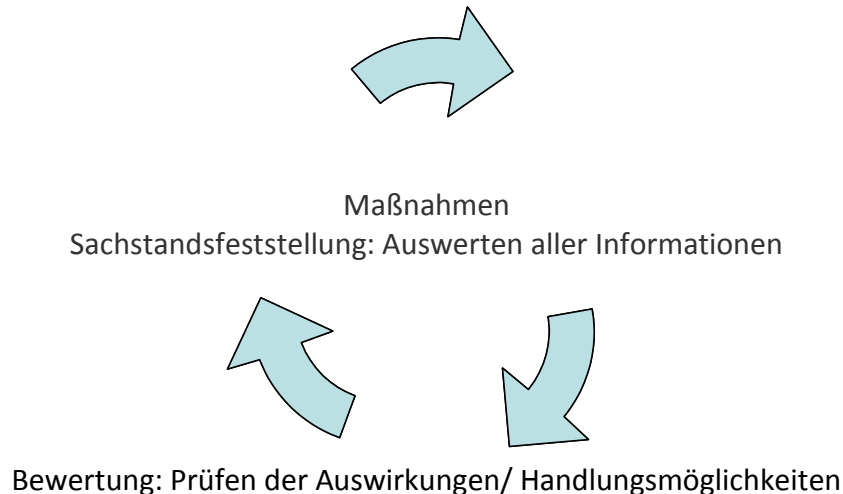 Maßnahmen
Sachstandsfeststellung: Auswerten aller Informationen
Bewertung: Prüfen der Auswirkungen/ Handlungsmöglichkeiten